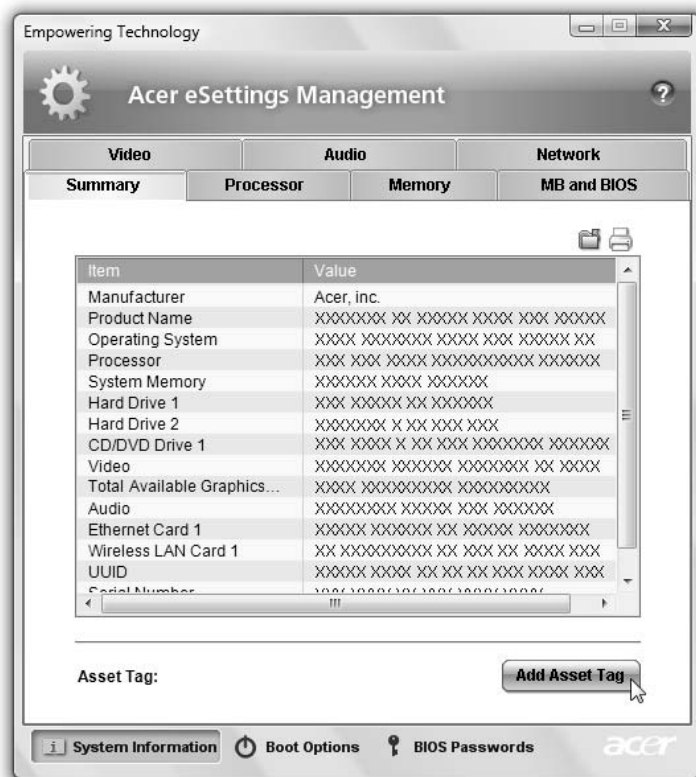 Empowering Technology
Acer eSettings Management
?
Video Audio Network
Summary Processor Memory MB and BIOS
Item Value
Manufacturer Acer, inc.
Product Name XXXXXXX XX XXXXX XXXX XXX XXXXX
Operating System XXXX XXXXXXX XXXX XXX XXXXX XX
Processor XXX XXX XXXX XXXXXXXXXX XXXXXX
System Memory XXXXXX XXXX XXXXXX
Hard Drive 1 XXX XXXXX XX XXXXXX
Hard Drive 2 XXXXXXX X XX XXX XXX
CD/DVD Drive 1 XXX XXXX X XX XXX XXXXXXX XXXXXX
Video XXXXXXX XXXXXX XXXXXXX XX XXXX
Total Available Graphics... XXXX XXXXXXXXXX XXXXXXXXX
Audio XXXXXXXX XXXXX XXX XXXXXX
Ethernet Card 1 XXXXX XXXXXX XX XXXXX XXXXXXX
Wireless LAN Card 1 XX XXXXXXXXX XX XXX XX XXXX XXX
UUID XXXXX XXXX XX XX XX XXX XXXX XXX
Serial Number
Asset Tag: Add Asset Tag
i System Information Boot Options BIOS Passwords acer